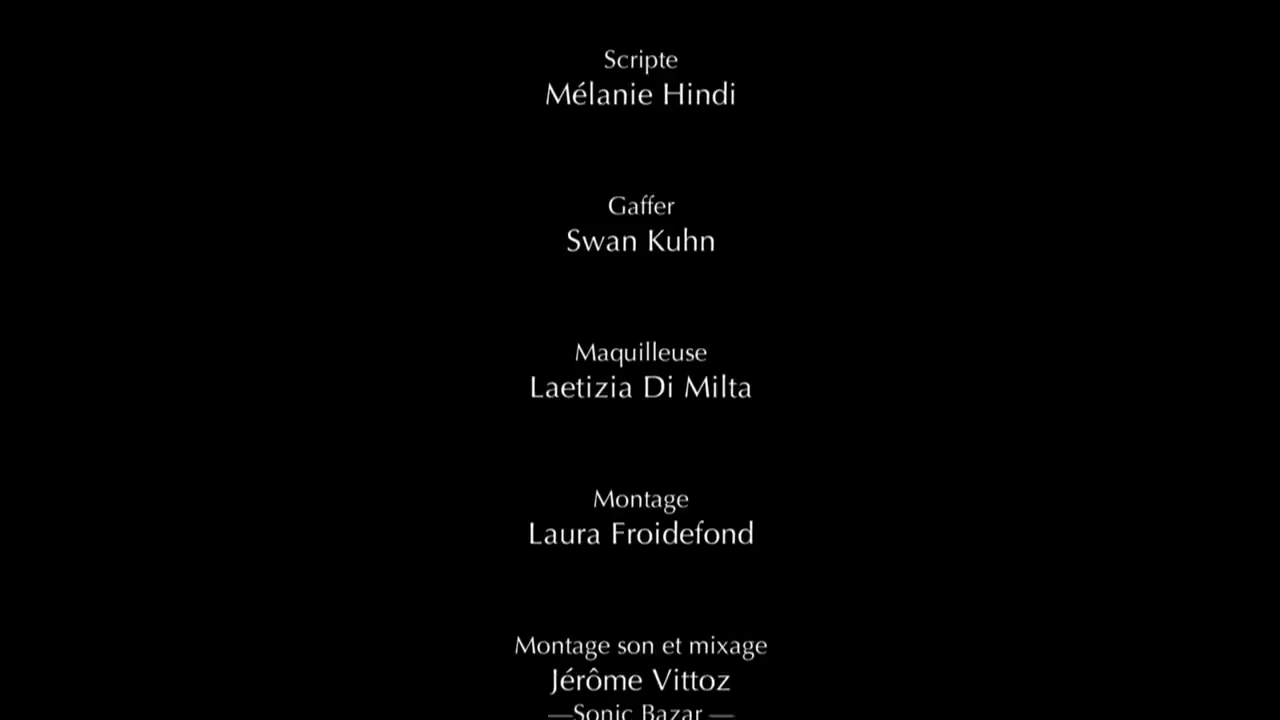 Scripte
Mélanie Hindi
Gaffer
Swan Kuhn
Maquilleuse
Laetizia Di Milta
Montage
Laura Froidefond
Montage son et mixage
Jérôme Vittoz
—Sonic Bazar —